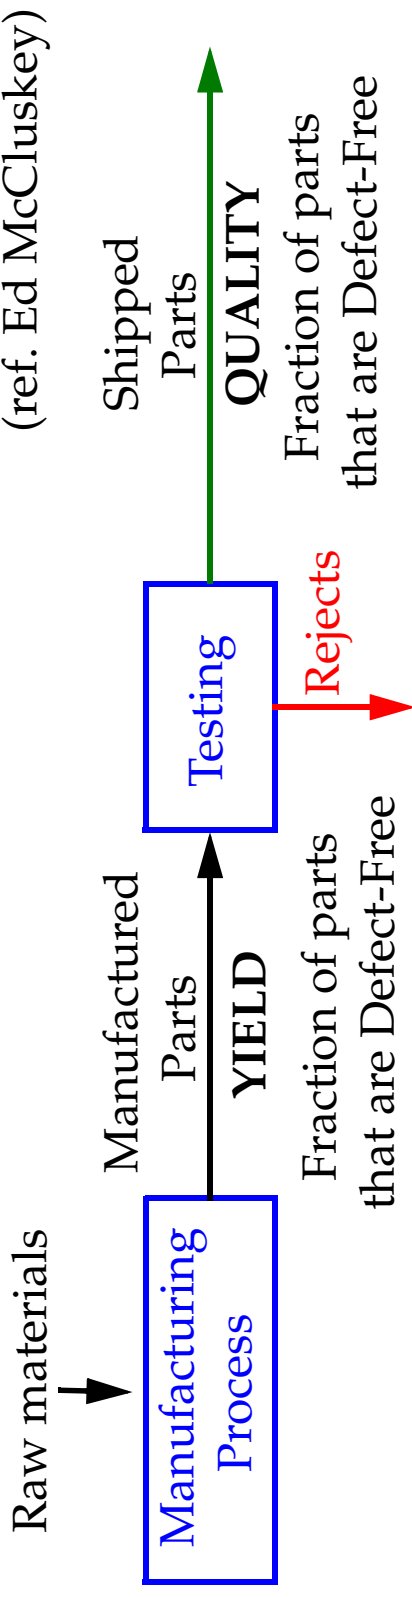 (ref. Ed McCluskey)
Raw materials
Manufacturing
Process
Manufactured
Parts
YIELD
Fraction of parts
that are Defect-Free
Testing
Rejects
Shipped
Parts
QUALITY
Fraction of parts
that are Defect-Free